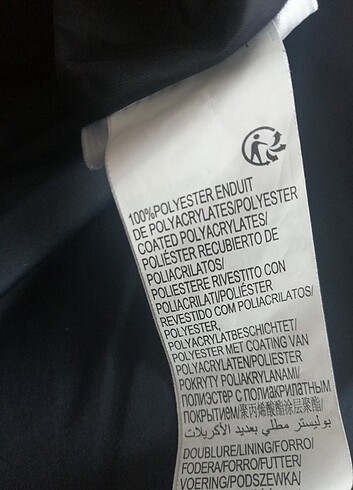 100%POLYESTER ENDUIT
DE POLYACRYLATES/POLYESTER
COATED POLYACRYLATES/
POLIÉSTER RECUBIERTO DE
POLIACRILATOS/
POLIESTERE RIVESTITO CON
POLIACRILATI/POLIÉSTER
REVESTIDO COM POLIACRILATOS/
POLYESTER,
POLYACRYLATBESCHICHTET/
POLYESTER MET COATING VAN
POLYACRYLATEN/POLIESTER
POKRYTY POLIAKRYLANAMI/
ПОЛИЭСТЕР С ПОЛИАКРИЛАТНЫМ
ПОКРЫТИЕМ/聚丙烯酸酯涂层聚酯/
بوليستر مطلي بعديد الأكريلات
DOUBLURE/LINING/FORRO/
FODERA/FORRO/FUTTER/
VOERING/PODSZEWKA/